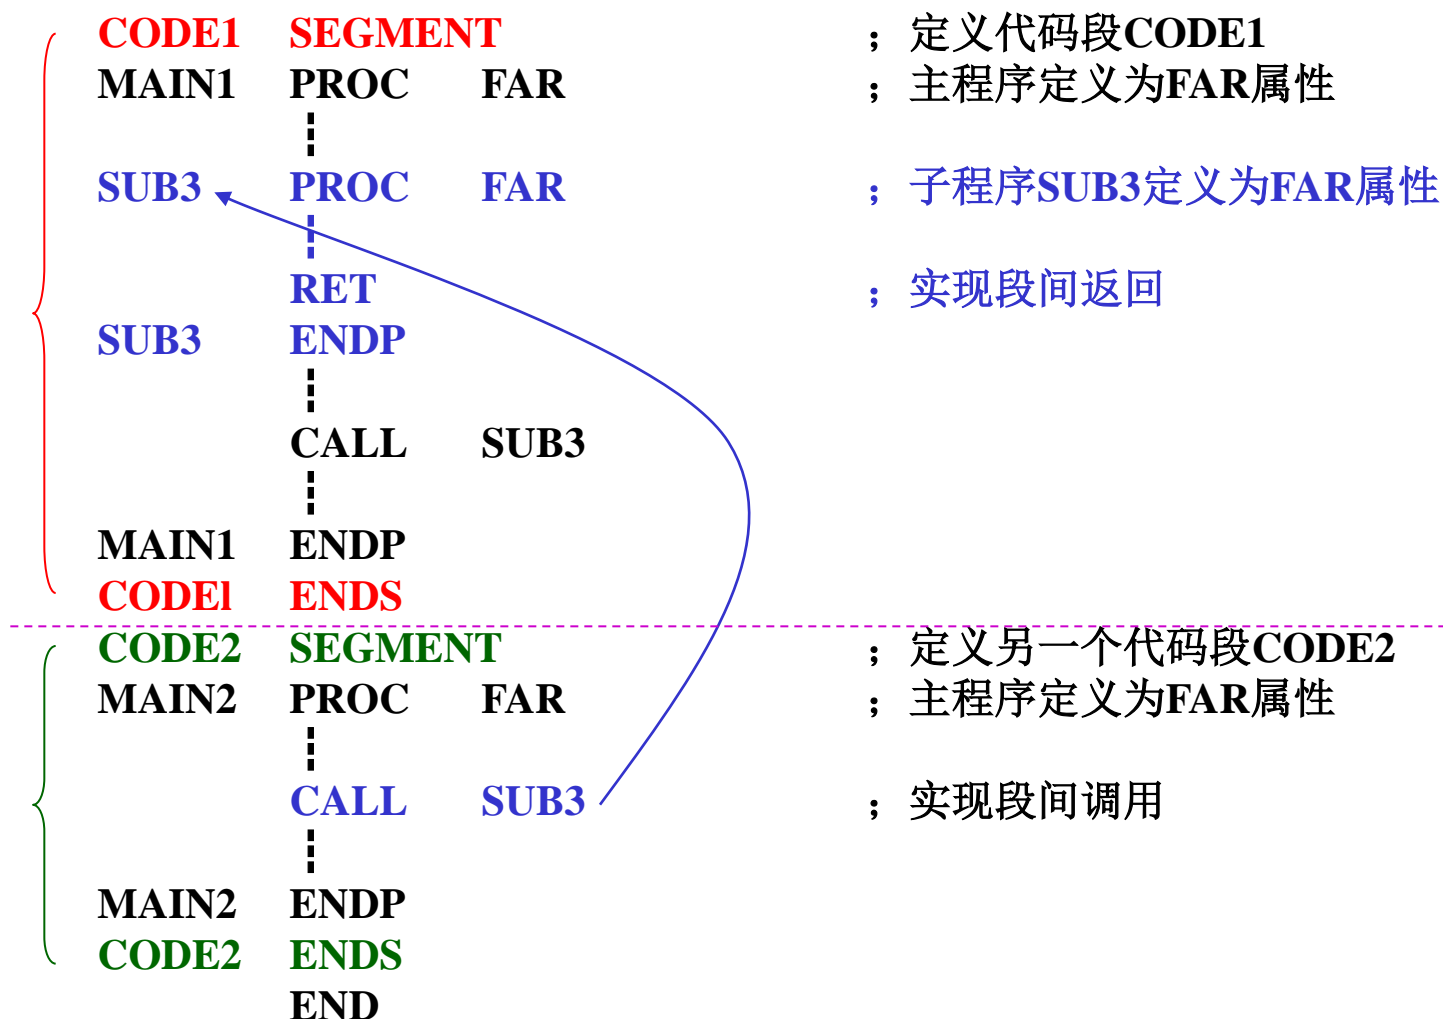 CODE1 SEGMENT ；定义代码段CODE1
MAIN1 PROC FAR ；主程序定义为FAR属性
SUB3 PROC FAR ；子程序SUB3定义为FAR属性
RET ；实现段间返回
SUB3 ENDP
CALL SUB3
MAIN1 ENDP
CODEl ENDS
CODE2 SEGMENT ；定义另一个代码段CODE2
MAIN2 PROC FAR ；主程序定义为FAR属性
CALL SUB3 ；实现段间调用
MAIN2 ENDP
CODE2 ENDS
END